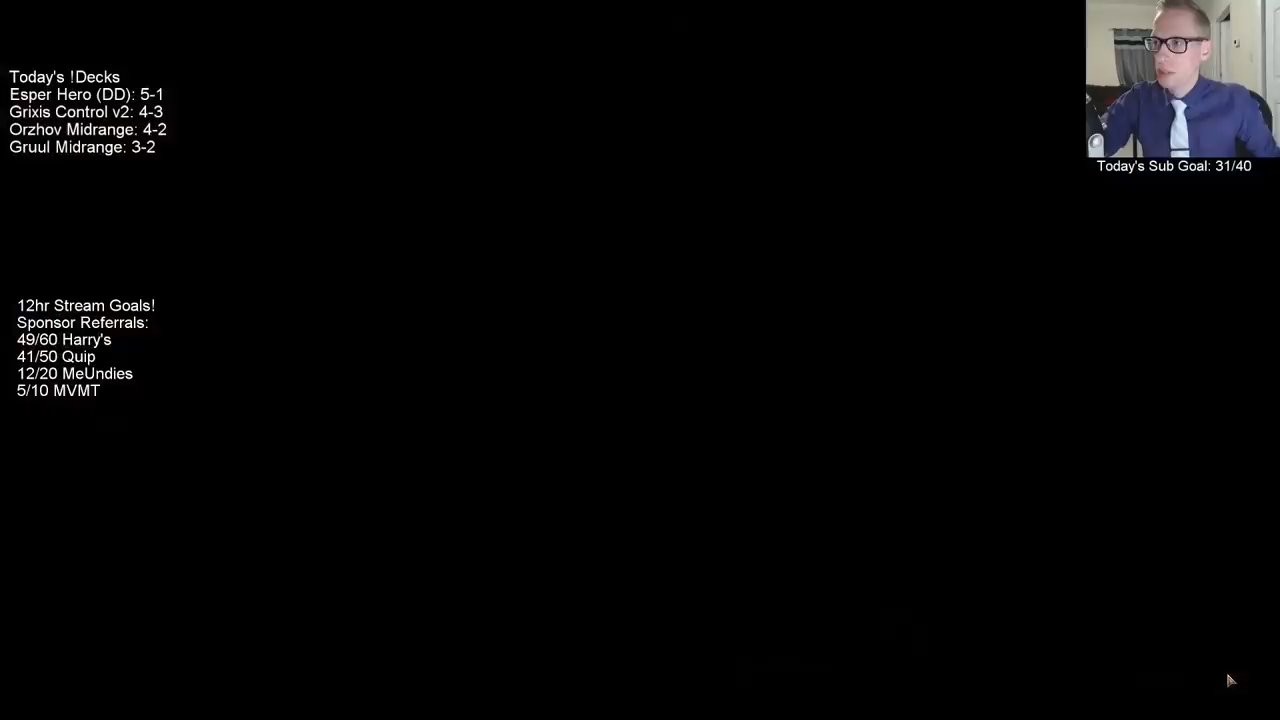 Today's !Decks
Esper Hero (DD): 5-1
Grixis Control v2: 4-3
Orzhov Midrange: 4-2
Gruul Midrange: 3-2
Today's Sub Goal: 31/40
12hr Stream Goals!
Sponsor Referrals:
49/60 Harry's
41/50 Quip
12/20 MeUndies
5/10 MVMT